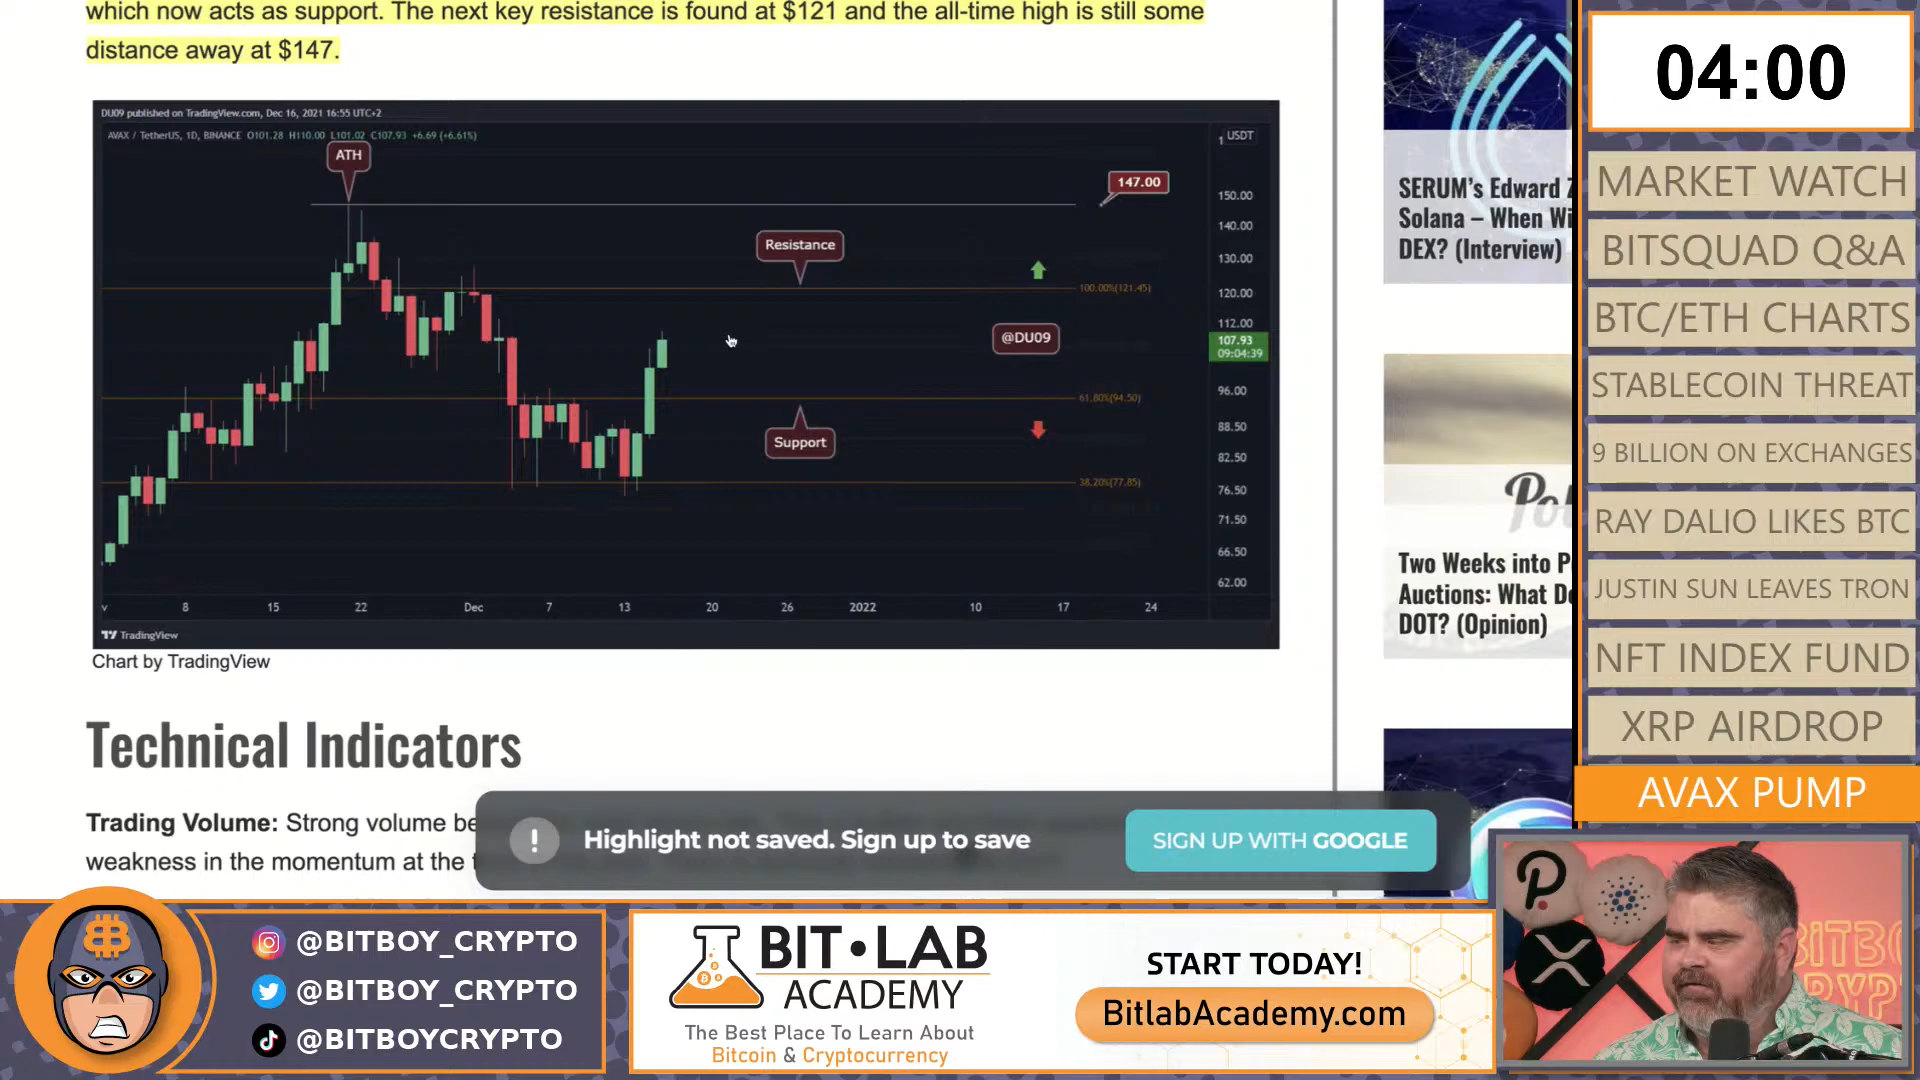 which now acts as support. The next key resistance is found at $121 and the all-time high is still some
distance away at $147.
DU09 published on TradingView.com, Dec 16, 2021 16:55 UTC+2
AVAX / TetherUS, 1D, BINANCE O101.28 H110.00 L101.02 C107.93 +6.69 (+6.61%)
ATH
147.00
Resistance
100.00%(121.45)
@DU09
61.80%(94.50)
Support
38.20%(77.85)
1 USDT
150.00
140.00
130.00
120.00
112.00
107.93
09:04:39
96.00
88.50
82.50
76.50
71.50
66.50
62.00
v 8 15 22 Dec 7 13 20 26 2022 10 17 24
TradingView
Chart by TradingView
Technical Indicators
Trading Volume: Strong volume be
weakness in the momentum at the t
Highlight not saved. Sign up to save
SIGN UP WITH GOOGLE
SERUM's Edward Z
Solana – When Wi
DEX? (Interview)
Pol
Two Weeks into P
Auctions: What Do
DOT? (Opinion)
04:00
MARKET WATCH
BITSQUAD Q&A
BTC/ETH CHARTS
STABLECOIN THREAT
9 BILLION ON EXCHANGES
RAY DALIO LIKES BTC
JUSTIN SUN LEAVES TRON
NFT INDEX FUND
XRP AIRDROP
AVAX PUMP
@BITBOY_CRYPTO
@BITBOY_CRYPTO
@BITBOYCRYPTO
BIT•LAB
ACADEMY
The Best Place To Learn About
Bitcoin & Cryptocurrency
START TODAY!
BitlabAcademy.com